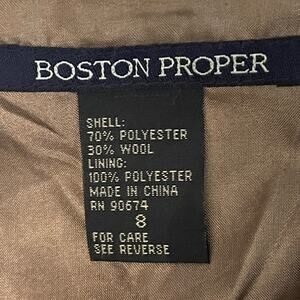 BOSTON PROPER
SHELL:
70% POLYESTER
30% WOOL
LINING:
100% POLYESTER
MADE IN CHINA
RN 90674
8
FOR CARE
SEE REVERSE